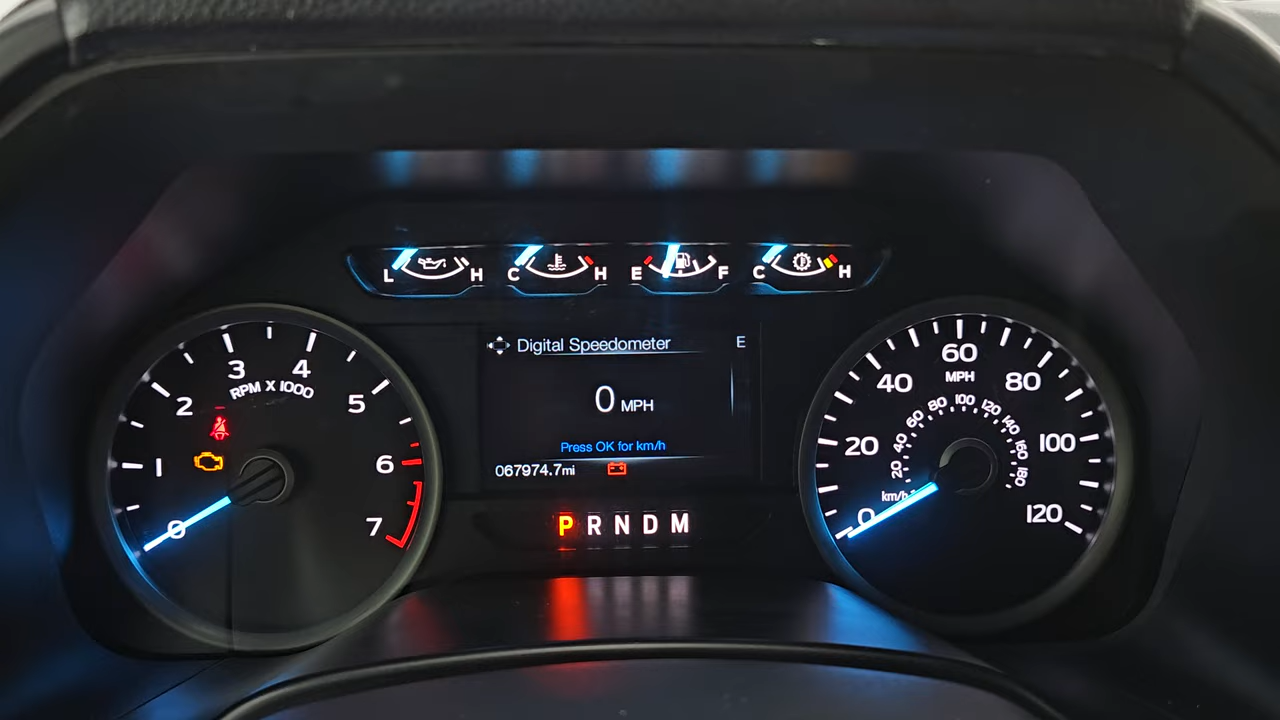 L H C H E F C H
Digital Speedometer E
0 MPH
Press OK for km/h
067974.7mi
P R N D M
0 1 2 3 4 5 6 7
RPM X 1000
0 20 40 60 80 100 120
MPH
20 40 60 80 100 120 140 160 180
km/h